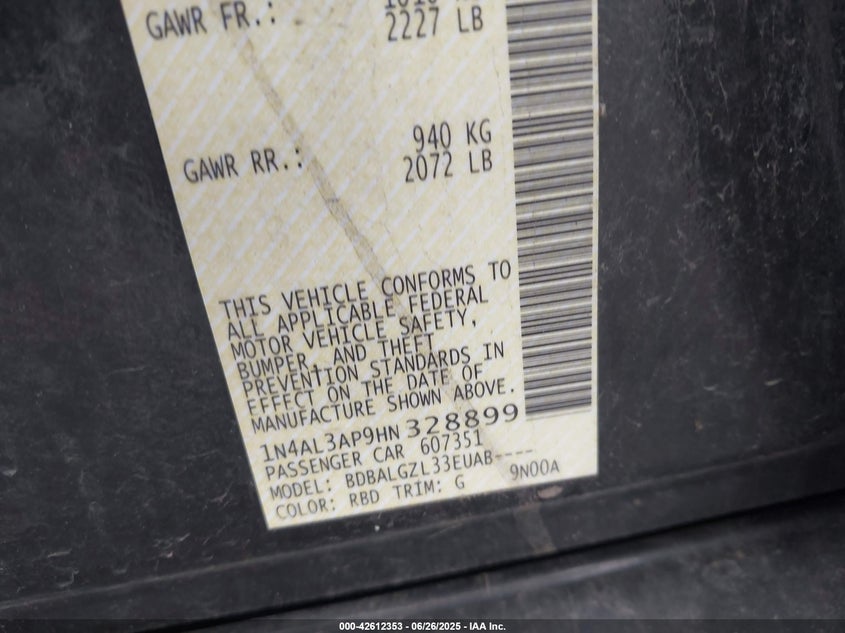 GAWR FR.:
2227 LB
940 KG
GAWR RR.:
2072 LB
THIS VEHICLE CONFORMS TO
ALL APPLICABLE FEDERAL
MOTOR VEHICLE SAFETY,
BUMPER, AND THEFT
PREVENTION STANDARDS IN
EFFECT ON THE DATE OF
MANUFACTURE SHOWN ABOVE.
1N4AL3AP9HN 328899
PASSENGER CAR 607351
MODEL: BDBALGZL33EUAB----
COLOR: RBD TRIM: G 9N00A
000-42612353 - 06/26/2025 - IAA Inc.